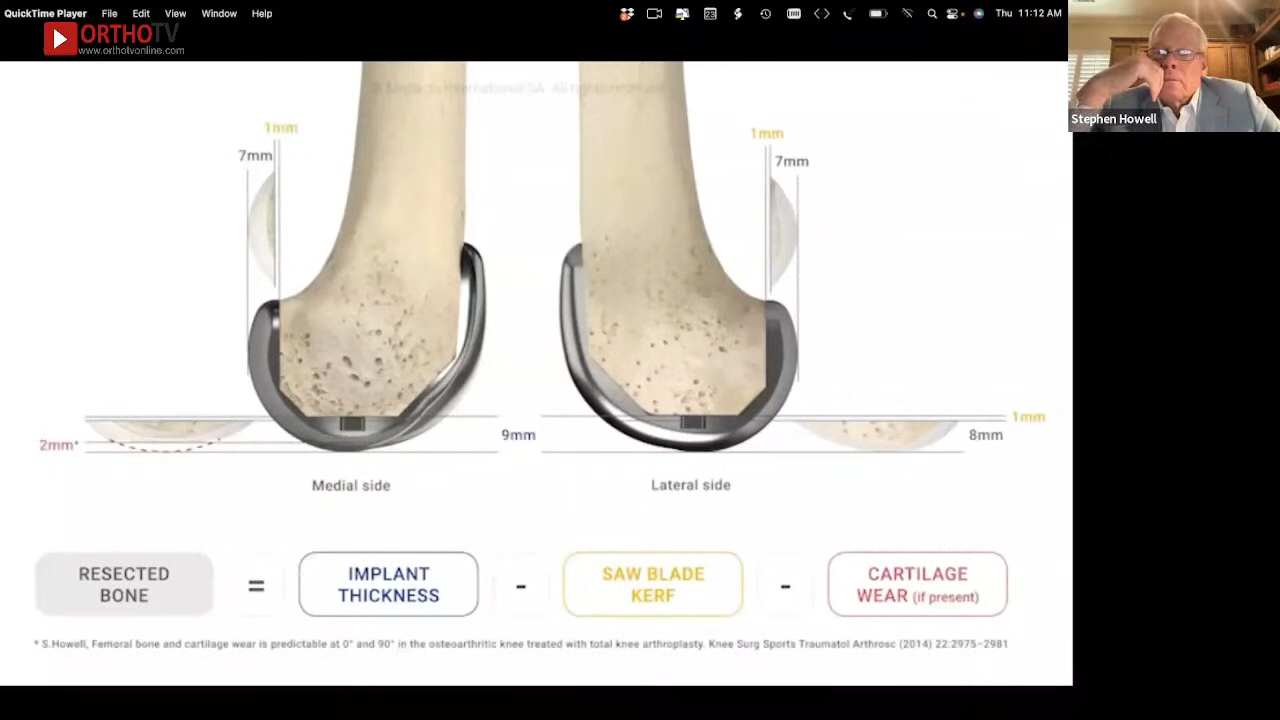 QuickTime Player File Edit View Window Help
23
Thu 11:12 AM
ORTHOTV
www.orthotvonline.com
Stephen Howell
1mm
7mm
1mm
7mm
2mm*
9mm
1mm
8mm
Medial side
Lateral side
RESECTED
BONE
=
IMPLANT
THICKNESS
-
SAW BLADE
KERF
-
CARTILAGE
WEAR (if present)
* S.Howell, Femoral bone and cartilage wear is predictable at 0° and 90° in the osteoarthritic knee treated with total knee arthroplasty. Knee Surg Sports Traumatol Arthrosc (2014) 22:2975-2981